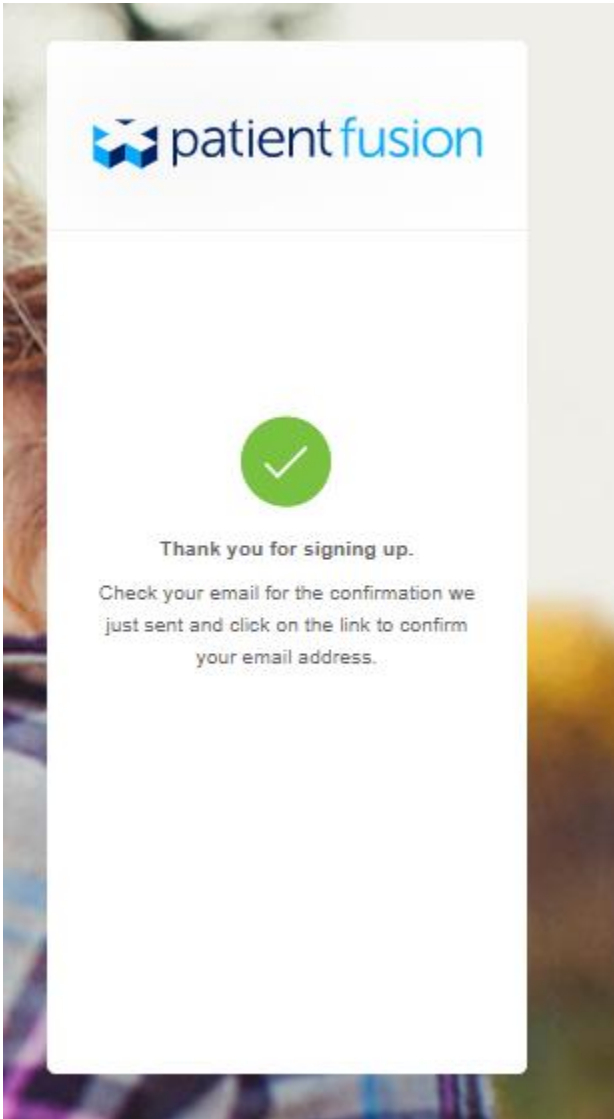 patient fusion
Thank you for signing up.
Check your email for the confirmation we
just sent and click on the link to confirm
your email address.